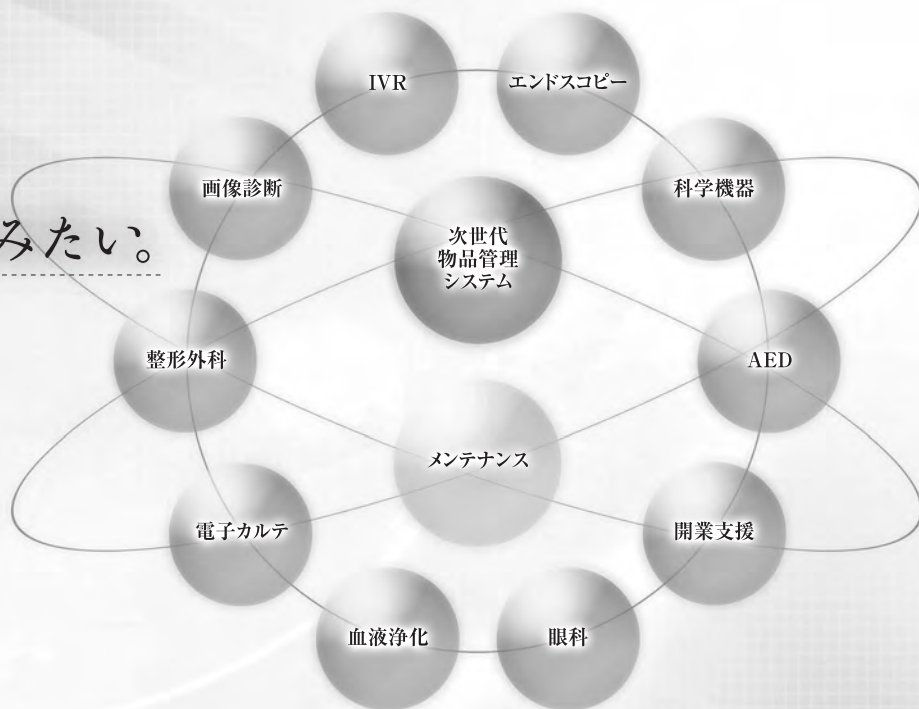 IVR
エンドスコピー
画像診断
科学機器
みたい。
次世代
物品管理
システム
整形外科
AED
メンテナンス
電子カルテ
開業支援
血液浄化
眼科